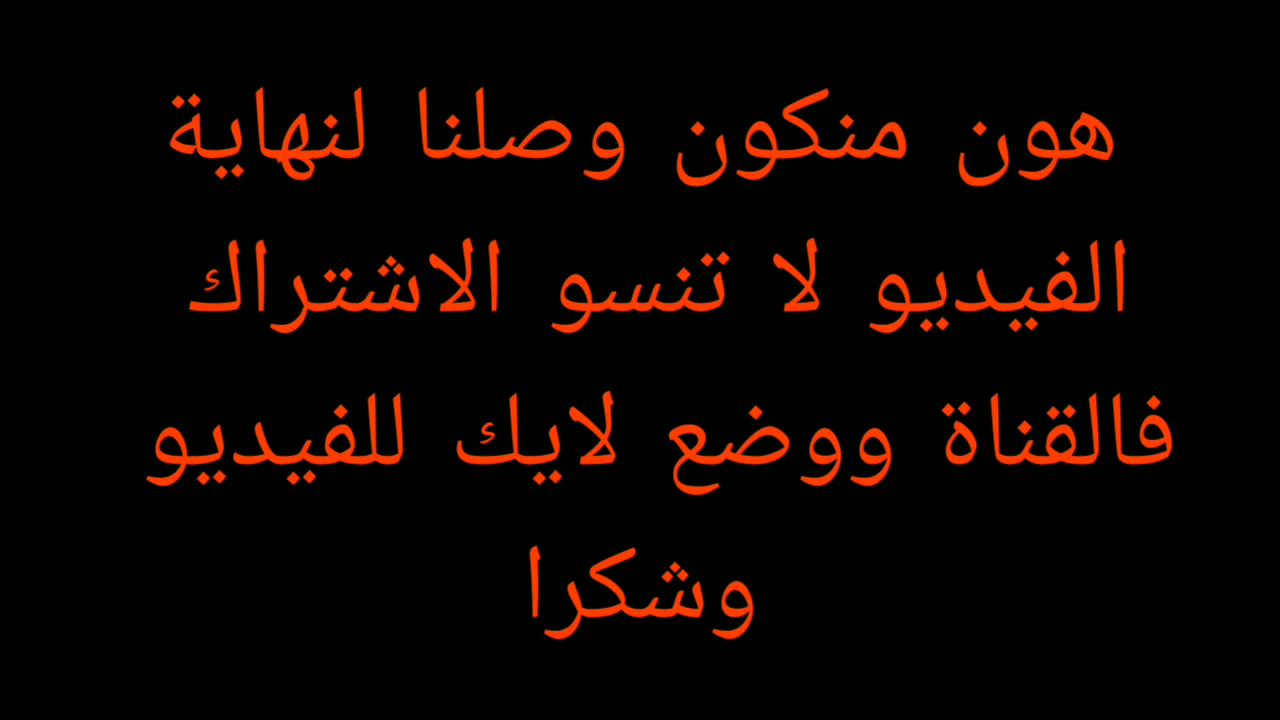 هون منكون وصلنا لنهاية
الفيديو لا تنسو الاشتراك
فالقناة ووضع لايك للفيديو
وشكرا